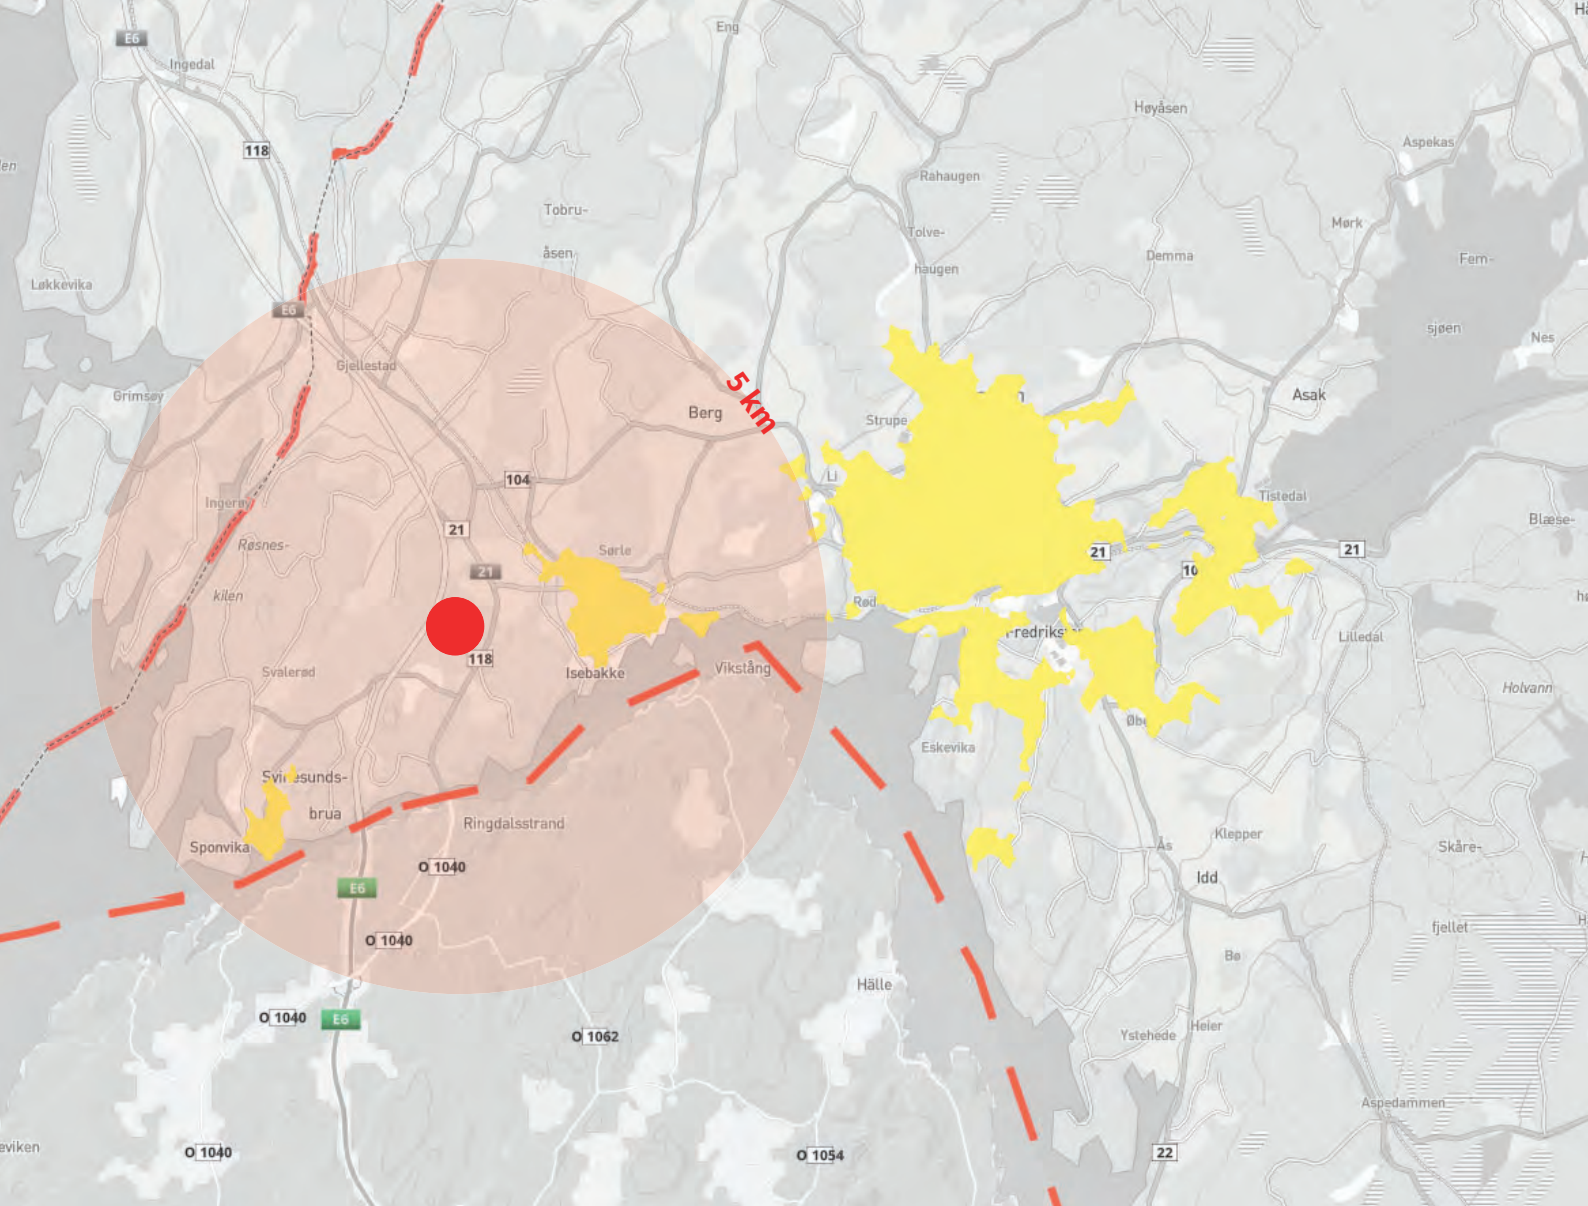 Eng
E6
Ingedal
Høyåsen
118
Aspekas
Rahaugen
Tobru-
åsen
Mørk
Tolve-
haugen
Demma
Fem-
sjøen
Løkkevika
E6
Nes
Gjellestad
5 km
Grimsøy
Asak
Berg
Strupe
Li
104
Tistedal
Blæse-
Ingerøy
21
Røsnes-
kilen
Sørle
21
21
21
10
Rød
Lilledal
118
Svalerød
Isebakke
Vikstång
Holvann
Eskevika
Svinesunds-
brua
Ringdalsstrand
Sponvika
Ås
Klepper
Skåre-
O 1040
E6
Idd
fjellet
O 1040
Bø
Hälle
O 1040
E6
O 1062
Ystehede
Heier
Aspedammen
O 1040
O 1054
22